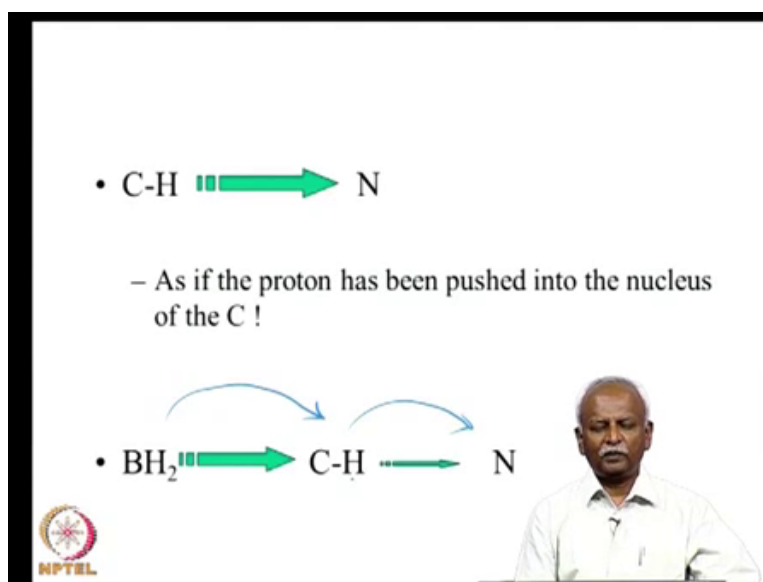 • C-H N
– As if the proton has been pushed into the nucleus
of the C !
• BH₂ C-H N
NPTEL